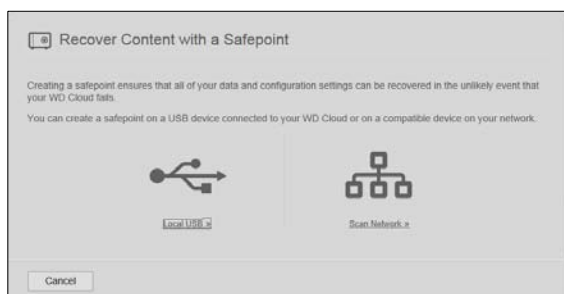 Recover Content with a Safepoint
Creating a safepoint ensures that all of your data and configuration settings can be recovered in the unlikely event that
your WD Cloud fails.
You can create a safepoint on a USB device connected to your WD Cloud or on a compatible device on your network.
Local USB »
Scan Network »
Cancel